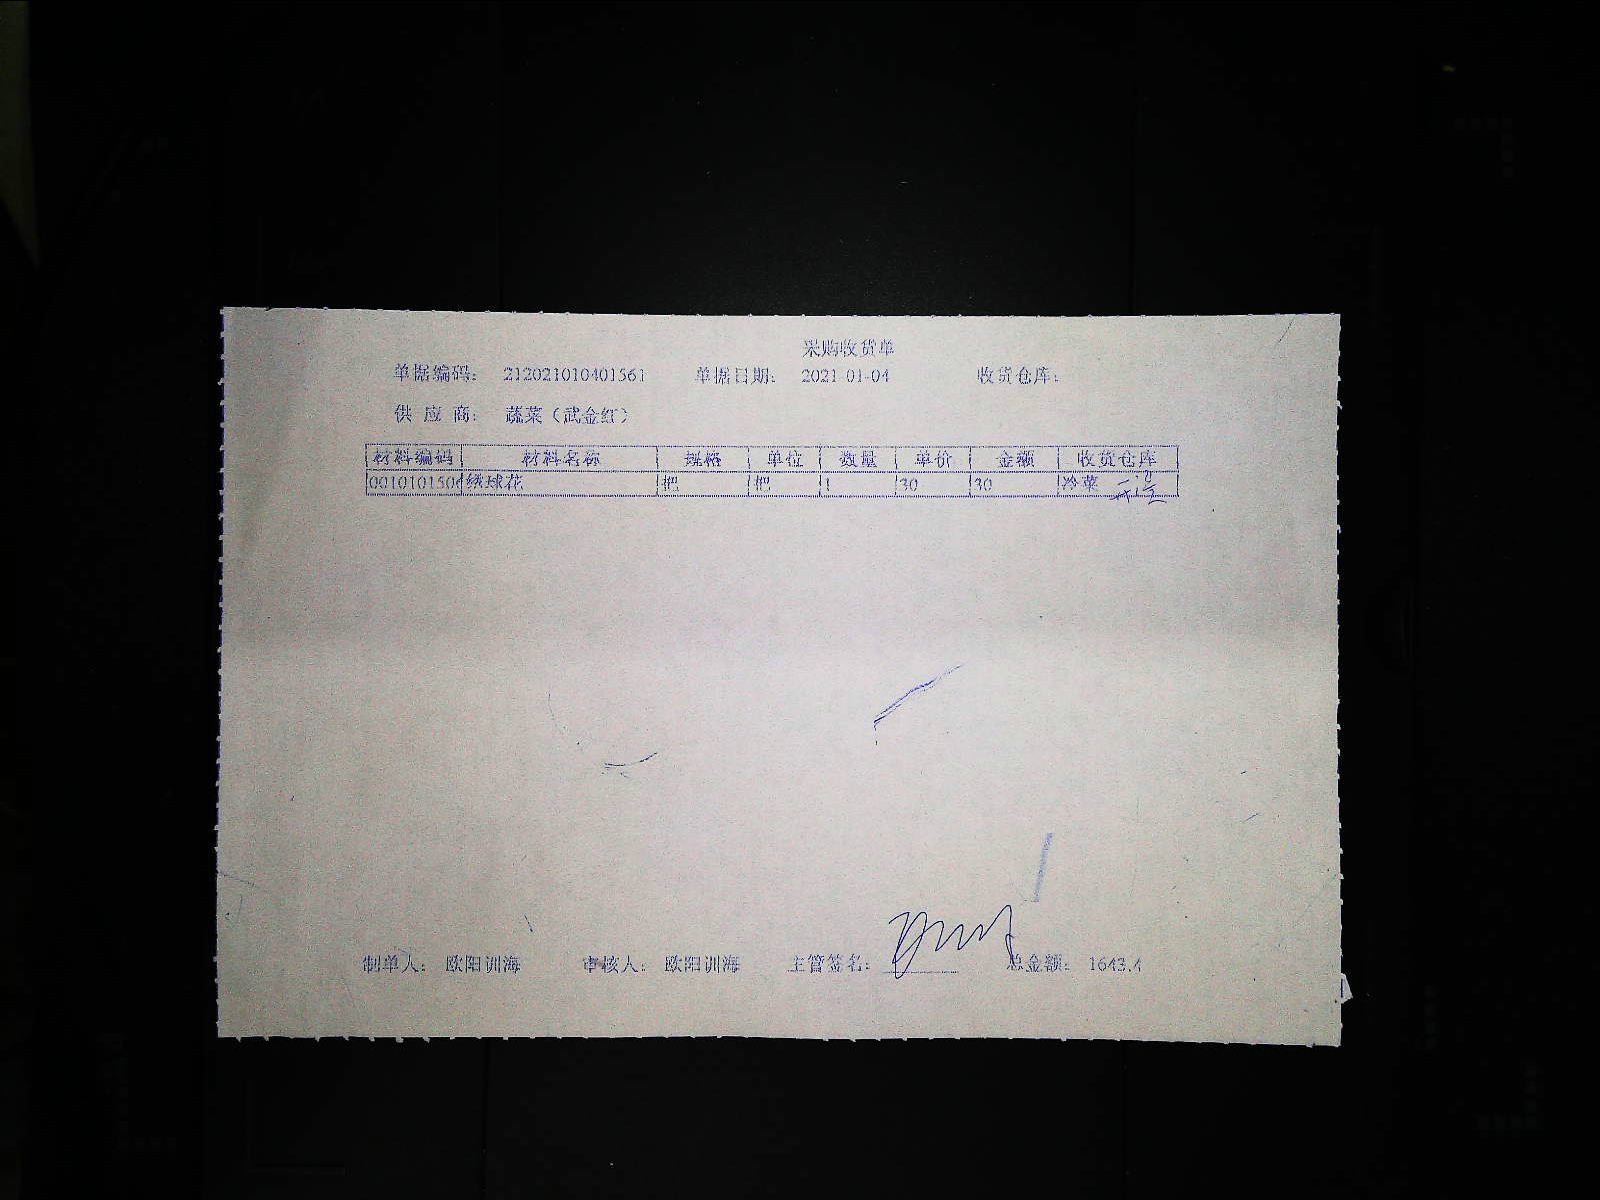 采购收货单
单据编码： 212021010401561 单据日期： 2021-01-04 收货仓库：
供 应 商： 蔬菜（武金红）
材料编码 材料名称 规格 单位 数量 单价 金额 收货仓库
0010101506 绣球花 把 把 1 30 30 冷菜
制单人： 欧阳训海 审核人： 欧阳训海 主管签名： 总金额： 1643.4